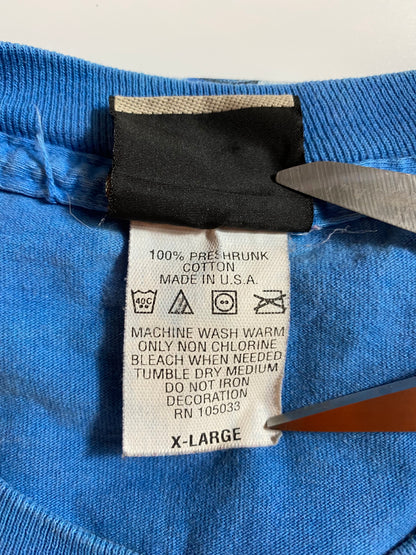 100% PRESHRUNK
COTTON
MADE IN U.S.A.
40C
MACHINE WASH WARM
ONLY NON CHLORINE
BLEACH WHEN NEEDED
TUMBLE DRY MEDIUM
DO NOT IRON
DECORATION
RN 105033
X-LARGE